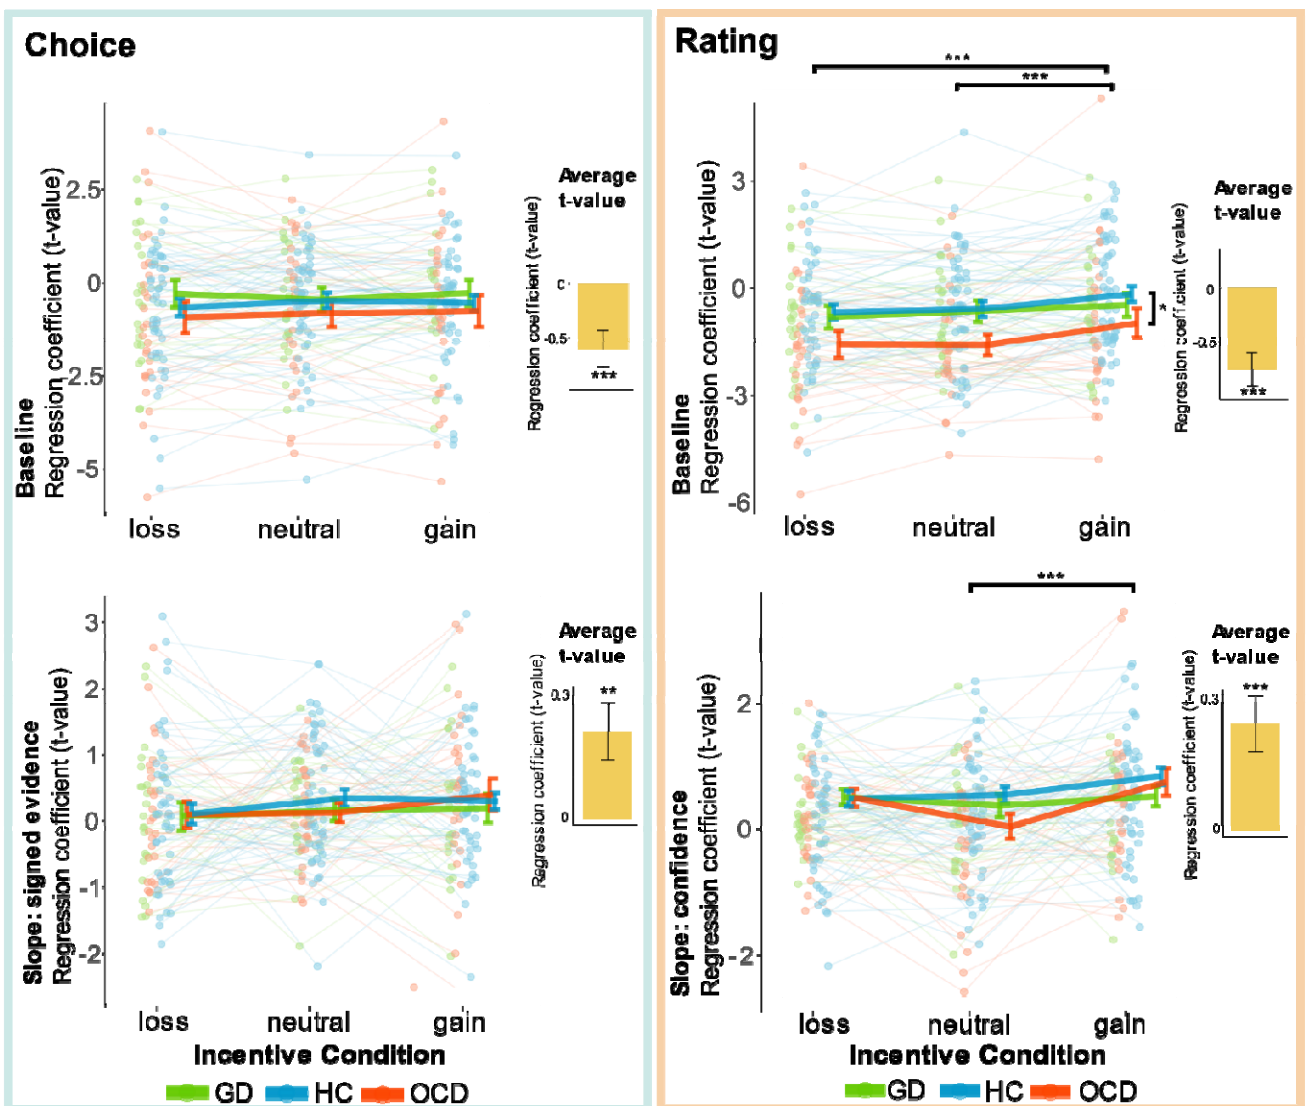 Choice
Baseline
Regression coefficient (t-value)
2.5
0
-2.5
-5
loss neutral gain
Average
t-value
Regression coefficient (t-value)
0
-0.5
***
Slope: signed evidence
Regression coefficient (t-value)
3
2
1
0
-1
-2
loss neutral gain
Incentive Condition
GD HC OCD
Average
t-value
Regression coefficient (t-value)
0.3
0
**
Rating
***
***
Baseline
Regression coefficient (t-value)
3
0
-3
-6
loss neutral gain
*
Average
t-value
Regression coefficient (t-value)
0
***
***
Slope: confidence
Regression coefficient (t-value)
2
0
-2
loss neutral gain
Incentive Condition
GD HC OCD
Average
t-value
Regression coefficient (t-value)
0.3
0
***